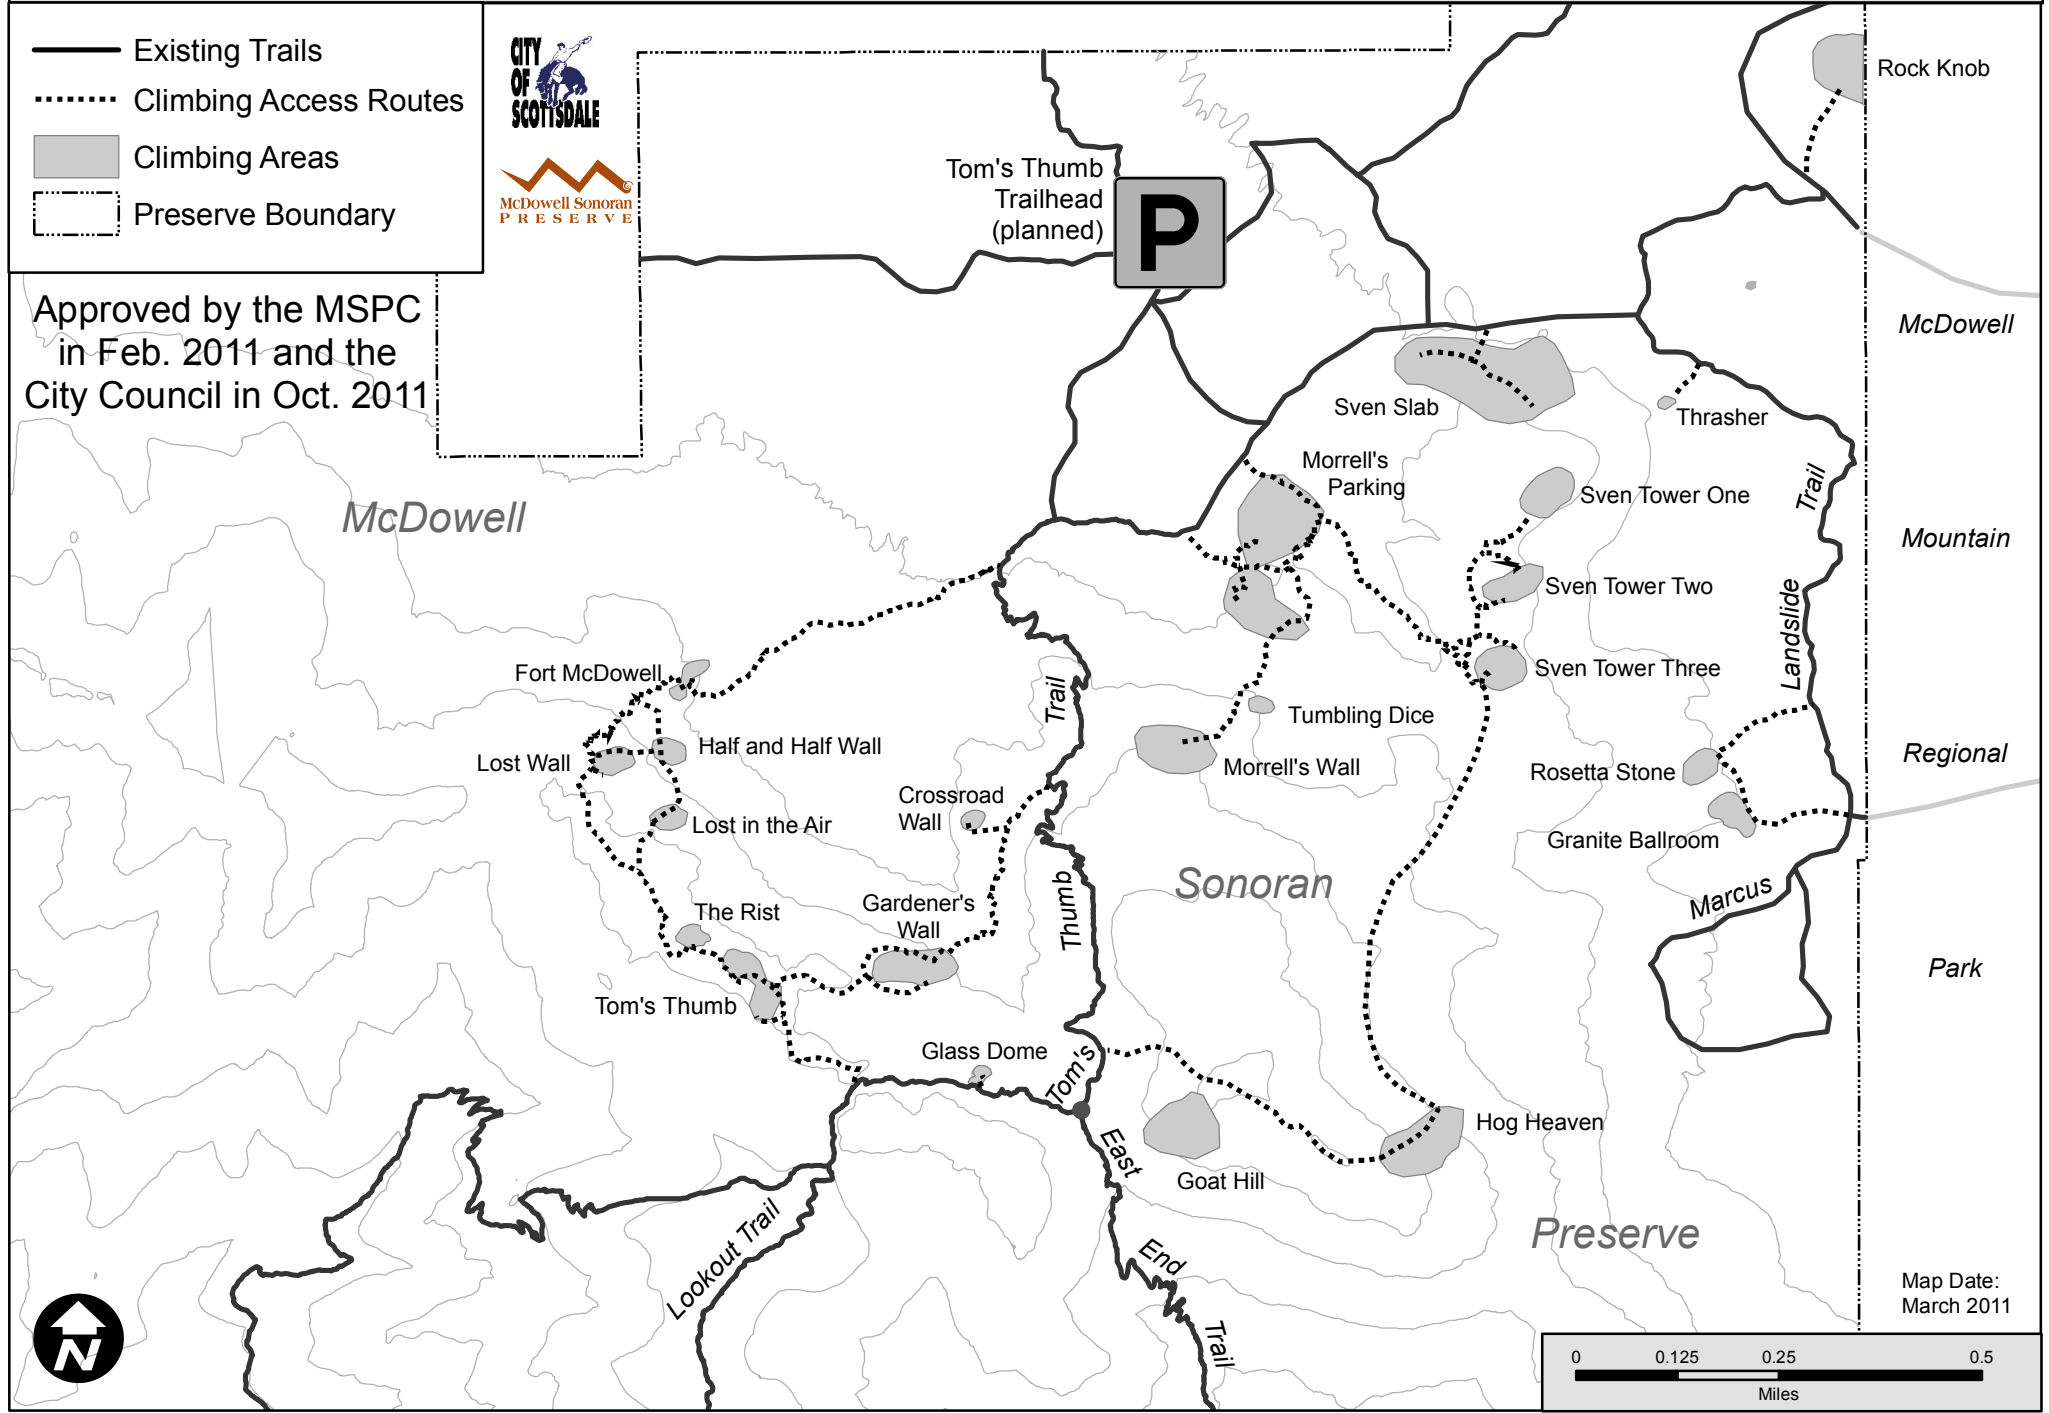 Existing Trails
Climbing Access Routes
Climbing Areas
Preserve Boundary
CITY
OF
SCOTTSDALE
McDowell Sonoran
PRESERVE
Approved by the MSPC
in Feb. 2011 and the
City Council in Oct. 2011
Tom's Thumb
Trailhead
(planned)
P
Rock Knob
McDowell
Mountain
Regional
Park
Sven Slab
Thrasher
Morrell's
Parking
Sven Tower One
Sven Tower Two
Sven Tower Three
Landslide
Trail
McDowell
Sonoran
Preserve
Fort McDowell
Lost Wall
Half and Half Wall
Lost in the Air
Crossroad
Wall
Tumbling Dice
Morrell's Wall
Rosetta Stone
Granite Ballroom
Marcus
The Rist
Gardener's
Wall
Tom's Thumb
Glass Dome
Tom's
Thumb
Trail
Goat Hill
Hog Heaven
East
End
Trail
Lookout Trail
N
Map Date:
March 2011
0 0.125 0.25 0.5
Miles